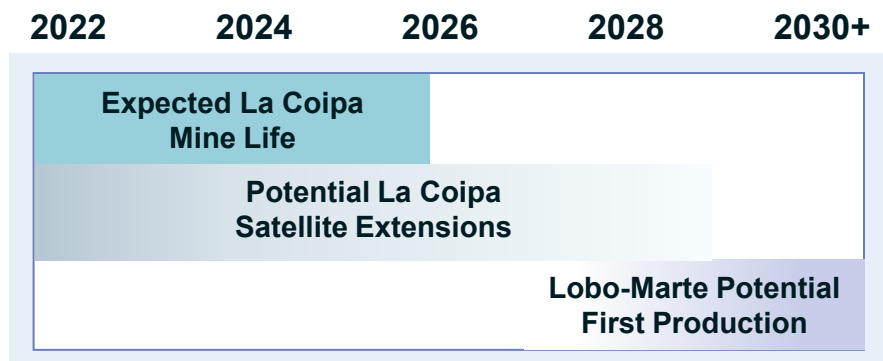 2022 2024 2026 2028 2030+
Expected La Coipa
Mine Life
Potential La Coipa
Satellite Extensions
Lobo-Marte Potential
First Production